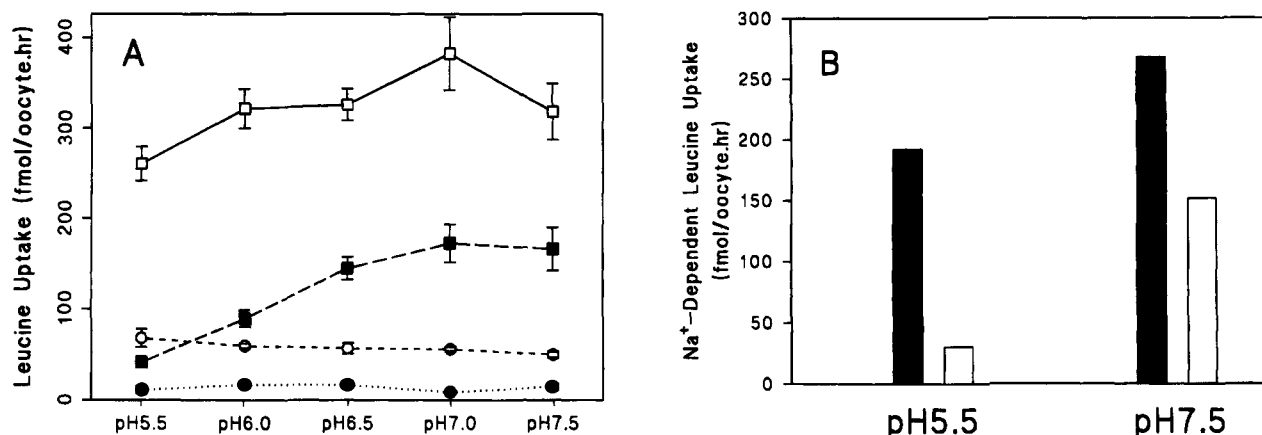 A
Leucine Uptake (fmol/oocyte.hr)
400
300
200
100
0
pH5.5 pH6.0 pH6.5 pH7.0 pH7.5
B
Na⁺-Dependent Leucine Uptake
(fmol/oocyte.hr)
300
250
200
150
100
50
0
pH5.5 pH7.5